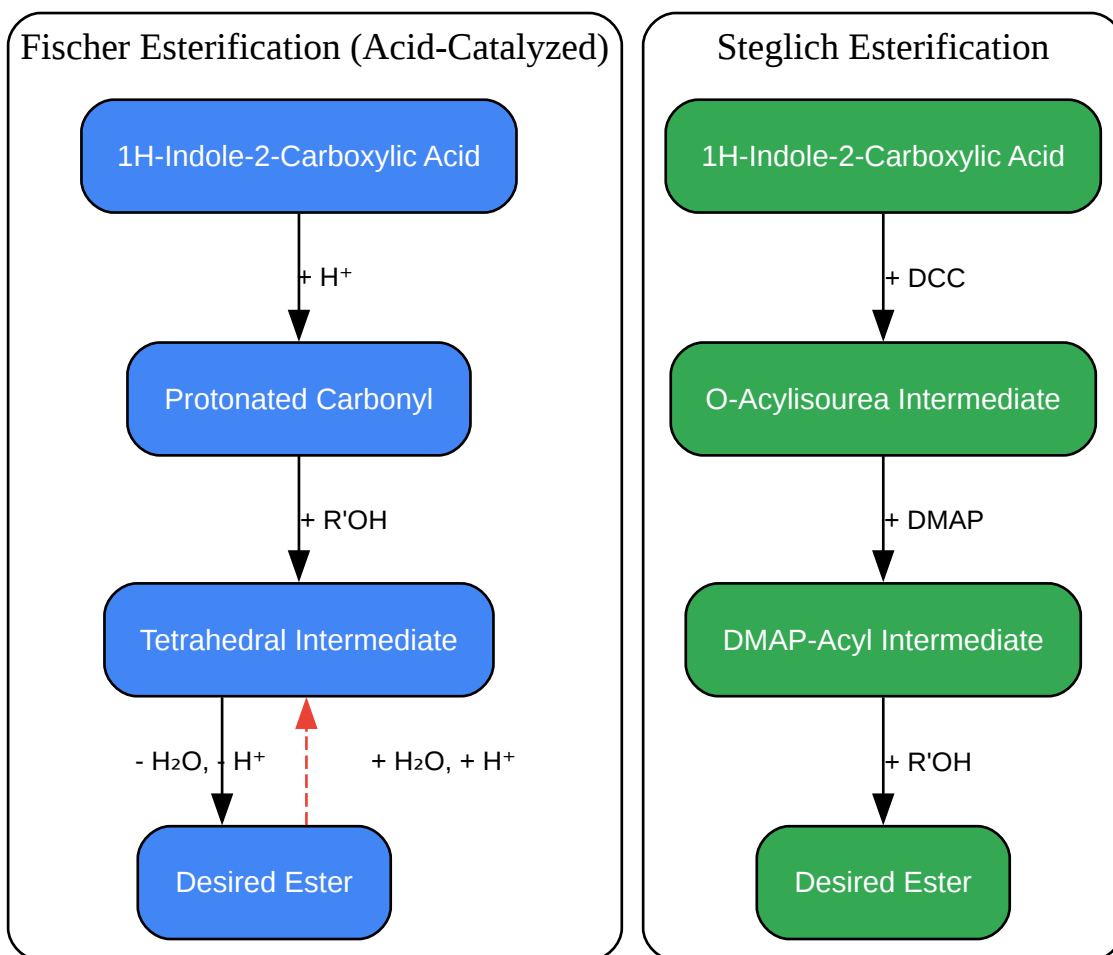 Fischer Esterification (Acid-Catalyzed)
1H-Indole-2-Carboxylic Acid
+ H⁺
Protonated Carbonyl
+ R'OH
Tetrahedral Intermediate
- H₂O, - H⁺
+ H₂O, + H⁺
Desired Ester
Steglich Esterification
1H-Indole-2-Carboxylic Acid
+ DCC
O-Acylisourea Intermediate
+ DMAP
DMAP-Acyl Intermediate
+ R'OH
Desired Ester